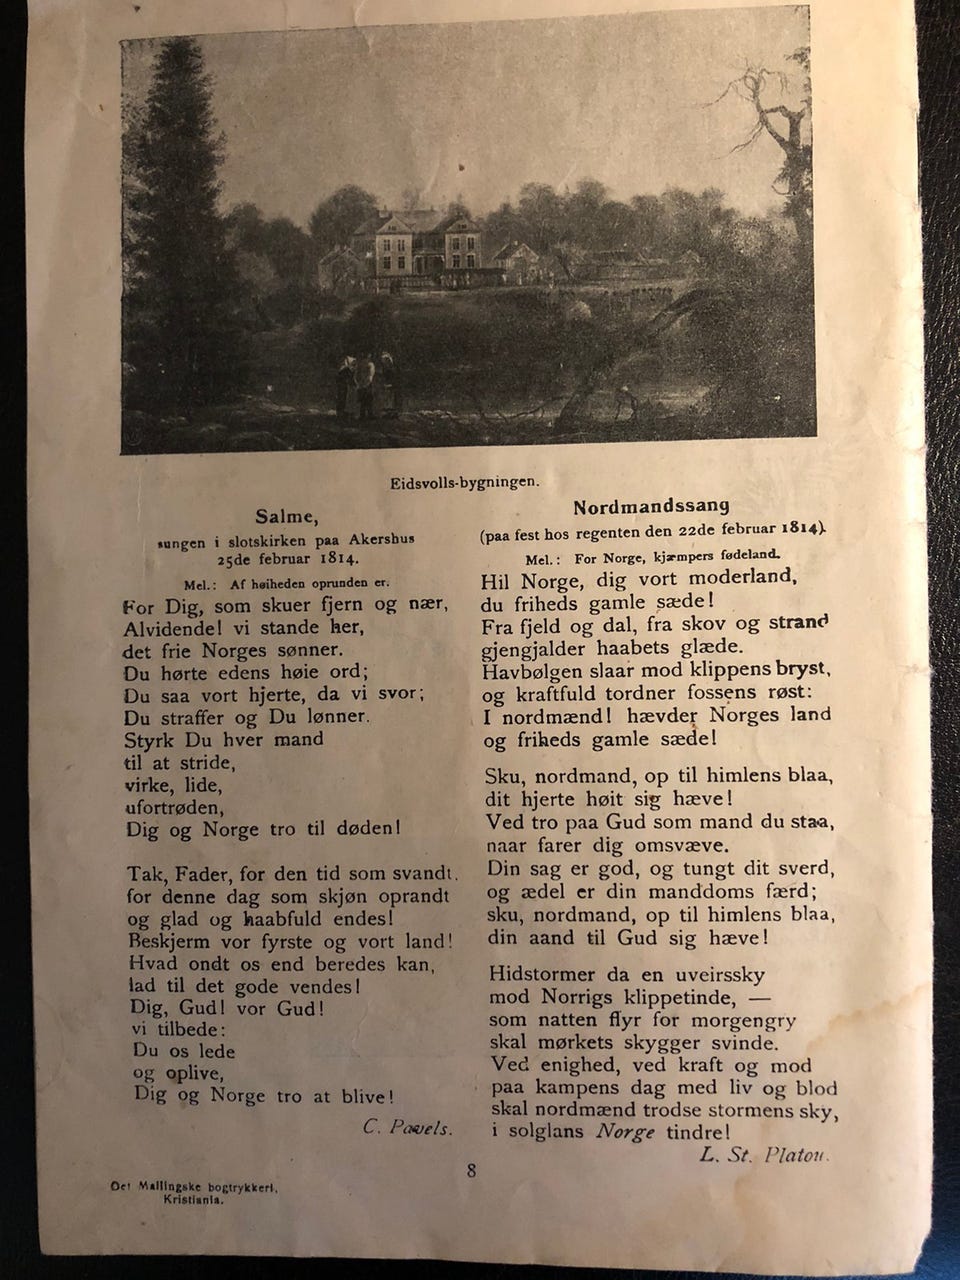 Eidsvolls-bygningen.
Salme,
sungen i slotskirken paa Akershus
25de februar 1814.
Mel.: Af høiheden oprunden er.
For Dig, som skuer fjern og nær,
Alvidende! vi stande her,
det frie Norges sønner.
Du hørte edens høie ord;
Du saa vort hjerte, da vi svor;
Du straffer og Du lønner.
Styrk Du hver mand
til at stride,
virke, lide,
ufortrøden,
Dig og Norge tro til døden!
Tak, Fader, for den tid som svandt,
for denne dag som skjøn oprandt
og glad og haabfuld endes!
Beskjerm vor fyrste og vort land!
Hvad ondt os end beredes kan,
lad til det gode vendes!
Dig, Gud! vor Gud!
vi tilbede:
Du os lede
og oplive,
Dig og Norge tro at blive!
C. Pavels.
Nordmandssang
(paa fest hos regenten den 22de februar 1814).
Mel.: For Norge, kjæmpers fødeland.
Hil Norge, dig vort moderland,
du friheds gamle sæde!
Fra fjeld og dal, fra skov og strand
gjengjalder haabets glæde.
Havbølgen slaar mod klippens bryst,
og kraftfuld tordner fossens røst:
I nordmænd! hævder Norges land
og friheds gamle sæde!
Sku, nordmand, op til himlens blaa,
dit hjerte høit sig hæve!
Ved tro paa Gud som mand du staa,
naar farer dig omsvæve.
Din sag er god, og tungt dit sverd,
og ædel er din manddoms færd;
sku, nordmand, op til himlens blaa,
din aand til Gud sig hæve!
Hidstormer da en uveirssky
mod Norrigs klippetinde, —
som natten flyr for morgengry
skal mørkets skygger svinde.
Ved enighed, ved kraft og mod
paa kampens dag med liv og blod
skal nordmænd trodse stormens sky,
i solglans Norge tindre!
L. St. Platou.
8
Det Mallingske bogtrykkeri,
Kristiania.